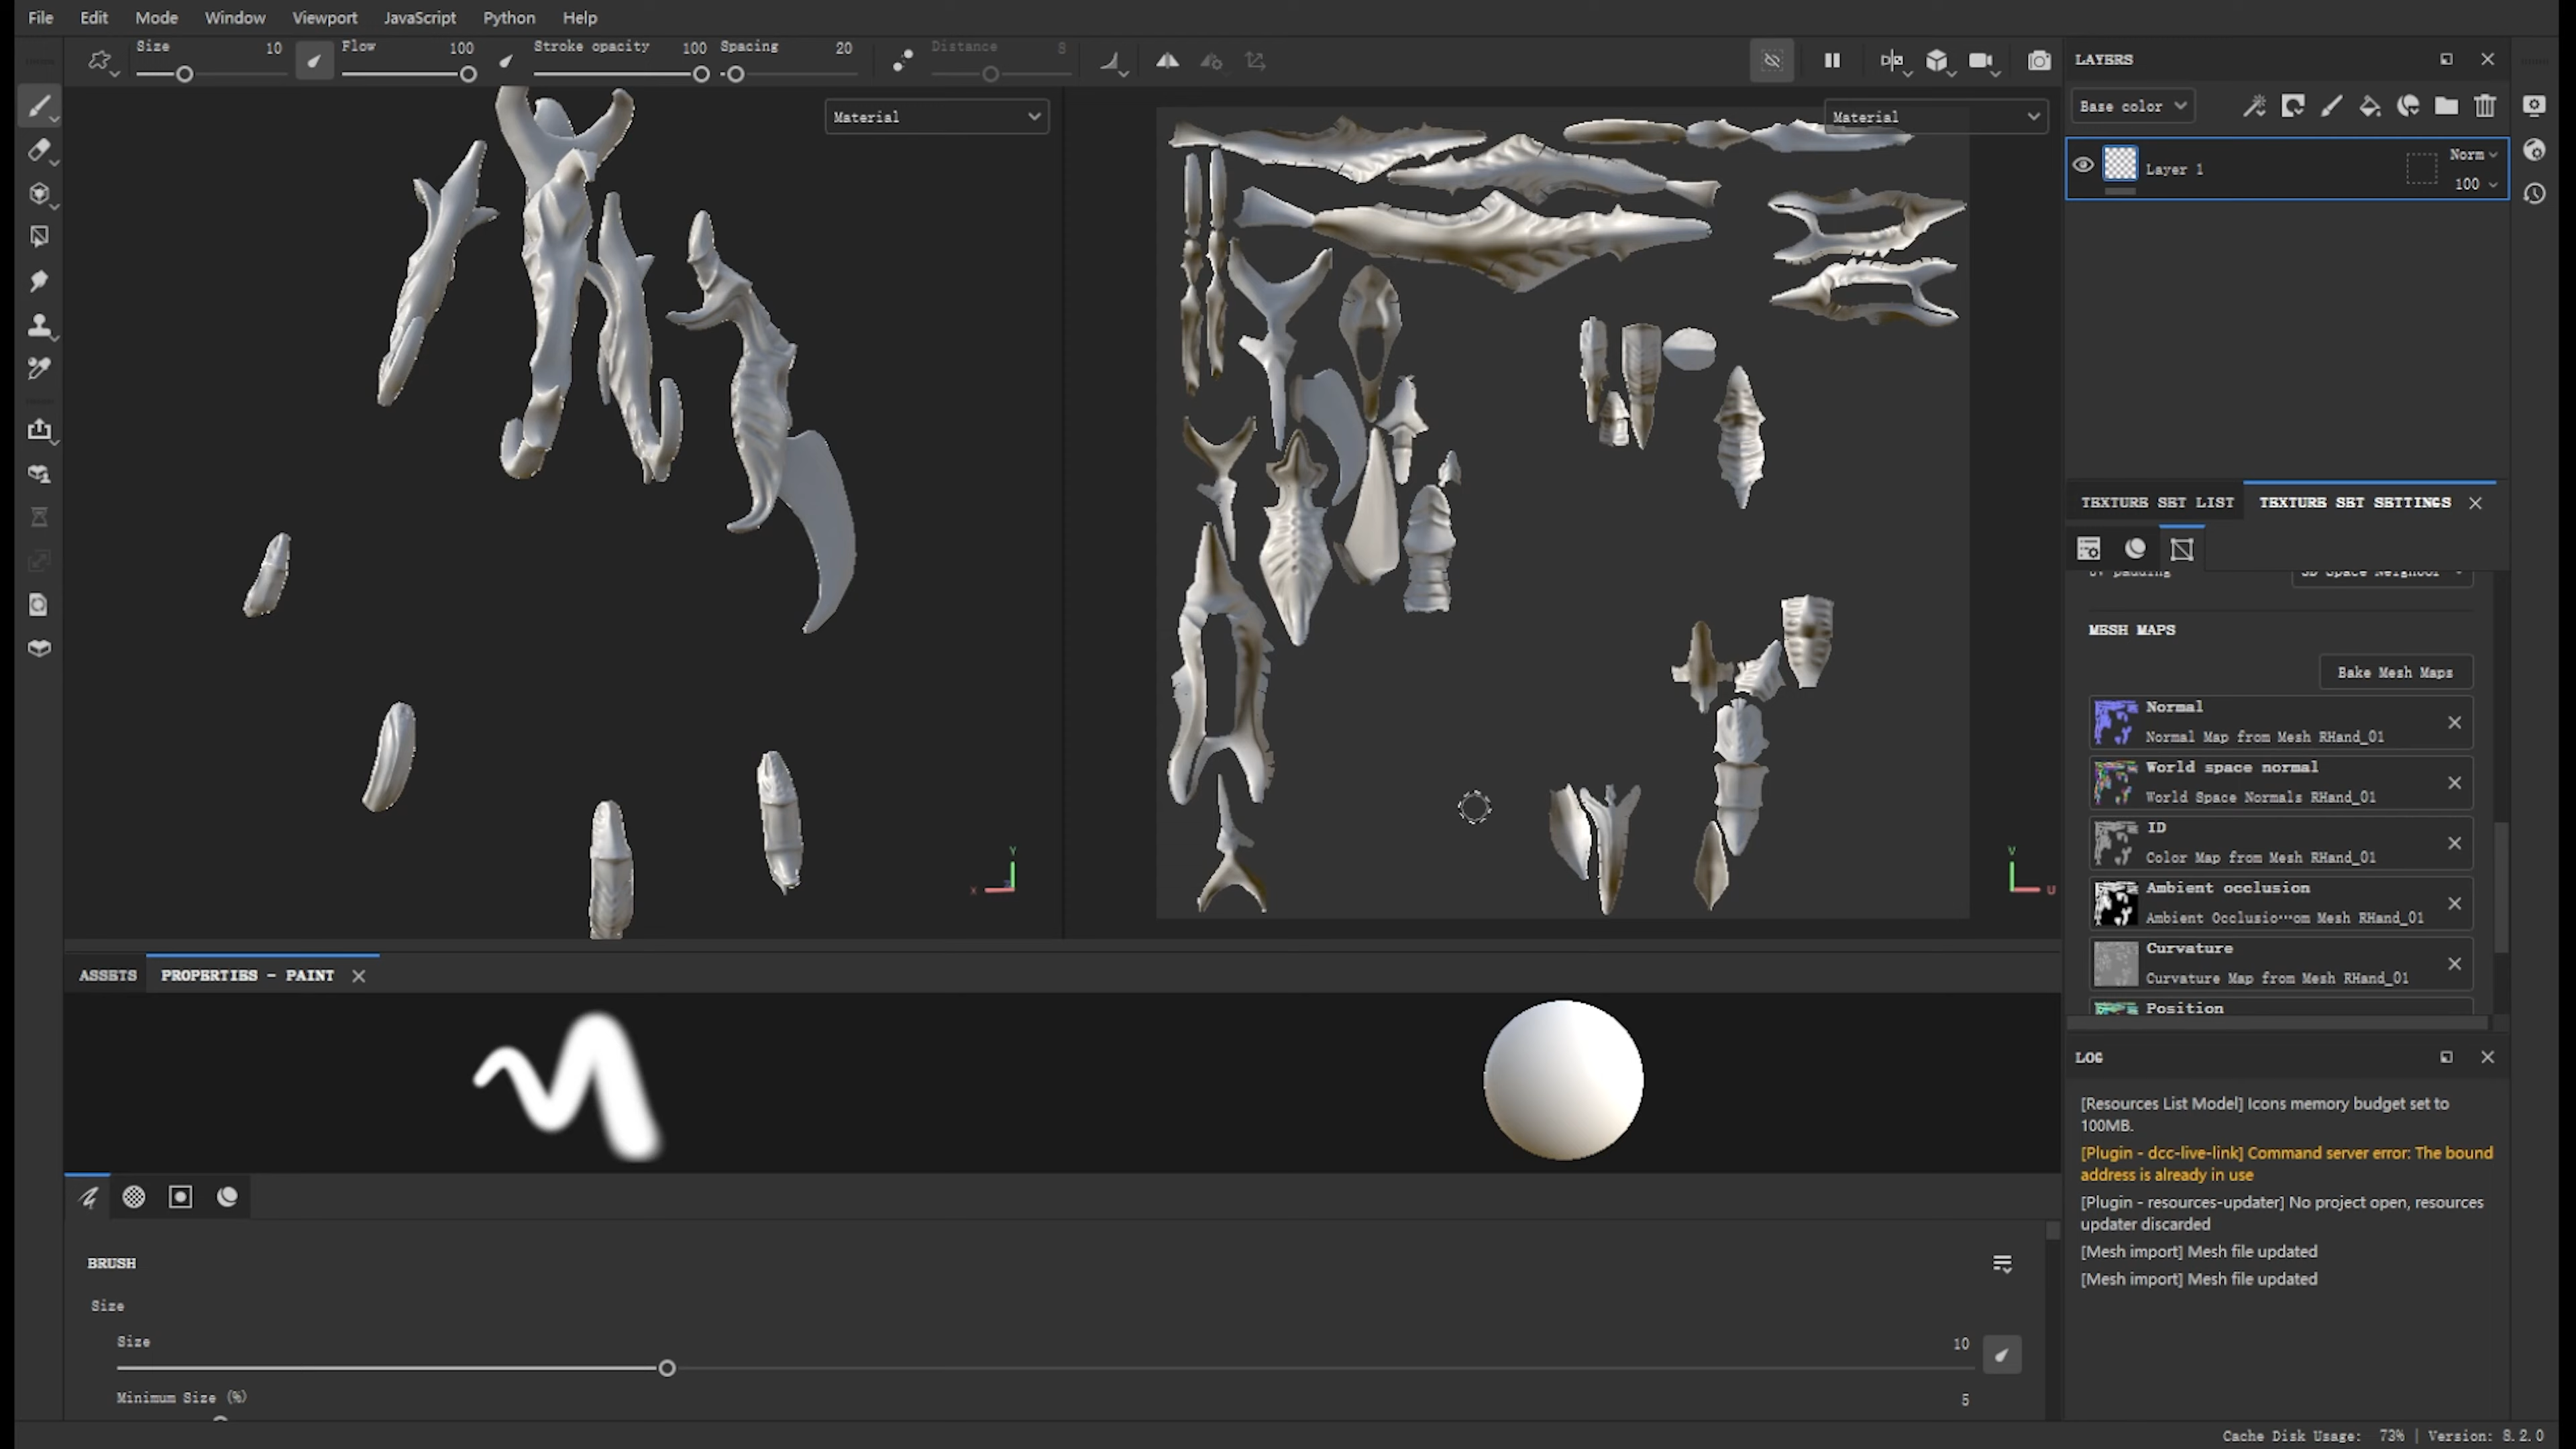 File Edit Mode Window Viewport JavaScript Python Help
Size 10 Flow 100 Stroke opacity 100 Spacing 20 Distance 8
Material
Material
Y
X
V
U
LAYERS
Base color
Layer 1
Norm
100
TEXTURE SET LIST TEXTURE SET SETTINGS
UV padding 3D Space Neighbor
MESH MAPS
Bake Mesh Maps
Normal
Normal Map from Mesh RHand_01
World space normal
World Space Normals RHand_01
ID
Color Map from Mesh RHand_01
Ambient occlusion
Ambient Occlusio···om Mesh RHand_01
Curvature
Curvature Map from Mesh RHand_01
Position
ASSETS PROPERTIES - PAINT
BRUSH
Size
Size 10
Minimum Size (%) 5
LOG
[Resources List Model] Icons memory budget set to
100MB.
[Plugin - dcc-live-link] Command server error: The bound
address is already in use
[Plugin - resources-updater] No project open, resources
updater discarded
[Mesh import] Mesh file updated
[Mesh import] Mesh file updated
Cache Disk Usage: 73% | Version: 8.2.0